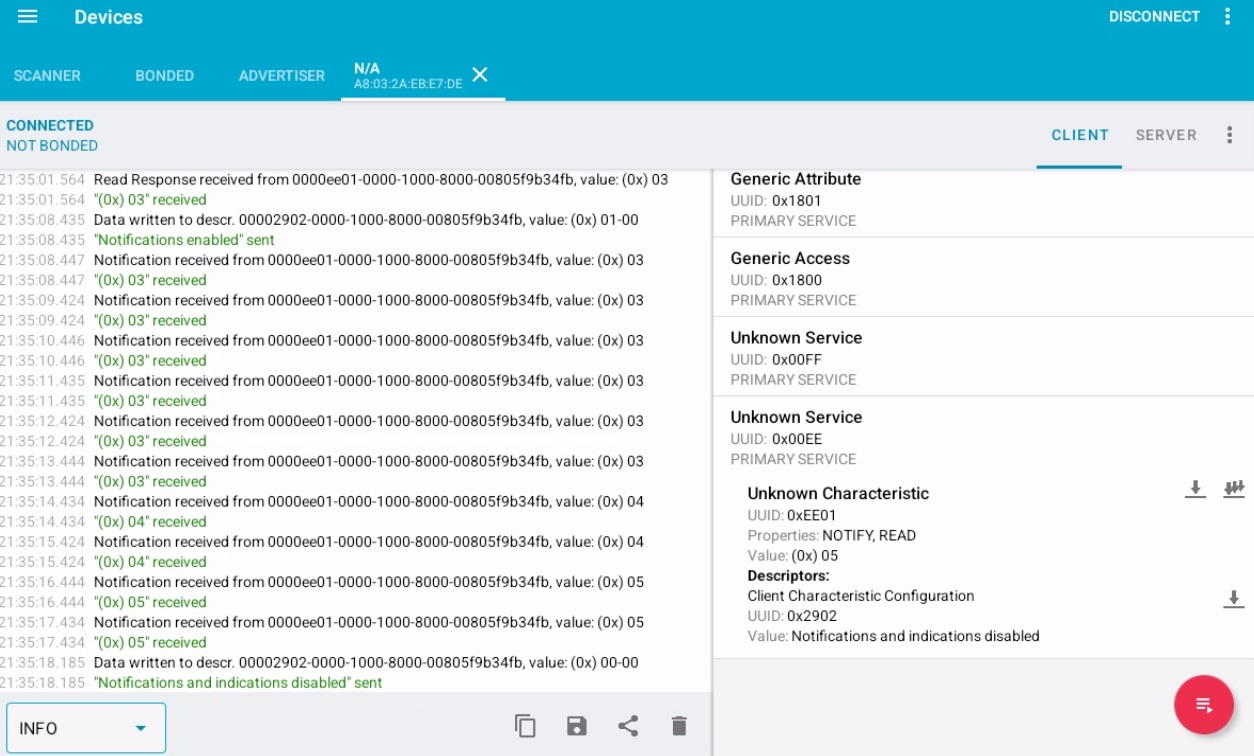 Devices
DISCONNECT
SCANNER
BONDED
ADVERTISER
N/A
A8:03:2A:EB:E7:DE
CONNECTED
NOT BONDED
CLIENT
SERVER
21:35:01.564 Read Response received from 0000ee01-0000-1000-8000-00805f9b34fb, value: (0x) 03
21:35:01.564 "(0x) 03" received
21:35:08.435 Data written to descr. 00002902-0000-1000-8000-00805f9b34fb, value: (0x) 01-00
21:35:08.435 "Notifications enabled" sent
21:35:08.447 Notification received from 0000ee01-0000-1000-8000-00805f9b34fb, value: (0x) 03
21:35:08.447 "(0x) 03" received
21:35:09.424 Notification received from 0000ee01-0000-1000-8000-00805f9b34fb, value: (0x) 03
21:35:09.424 "(0x) 03" received
21:35:10.446 Notification received from 0000ee01-0000-1000-8000-00805f9b34fb, value: (0x) 03
21:35:10.446 "(0x) 03" received
21:35:11.435 Notification received from 0000ee01-0000-1000-8000-00805f9b34fb, value: (0x) 03
21:35:11.435 "(0x) 03" received
21:35:12.424 Notification received from 0000ee01-0000-1000-8000-00805f9b34fb, value: (0x) 03
21:35:12.424 "(0x) 03" received
21:35:13.444 Notification received from 0000ee01-0000-1000-8000-00805f9b34fb, value: (0x) 03
21:35:13.444 "(0x) 03" received
21:35:14.434 Notification received from 0000ee01-0000-1000-8000-00805f9b34fb, value: (0x) 04
21:35:14.434 "(0x) 04" received
21:35:15.424 Notification received from 0000ee01-0000-1000-8000-00805f9b34fb, value: (0x) 04
21:35:15.424 "(0x) 04" received
21:35:16.444 Notification received from 0000ee01-0000-1000-8000-00805f9b34fb, value: (0x) 05
21:35:16.444 "(0x) 05" received
21:35:17.434 Notification received from 0000ee01-0000-1000-8000-00805f9b34fb, value: (0x) 05
21:35:17.434 "(0x) 05" received
21:35:18.185 Data written to descr. 00002902-0000-1000-8000-00805f9b34fb, value: (0x) 00-00
21:35:18.185 "Notifications and indications disabled" sent
INFO
Generic Attribute
UUID: 0x1801
PRIMARY SERVICE
Generic Access
UUID: 0x1800
PRIMARY SERVICE
Unknown Service
UUID: 0x00FF
PRIMARY SERVICE
Unknown Service
UUID: 0x00EE
PRIMARY SERVICE
Unknown Characteristic
UUID: 0xEE01
Properties: NOTIFY, READ
Value: (0x) 05
Descriptors:
Client Characteristic Configuration
UUID: 0x2902
Value: Notifications and indications disabled